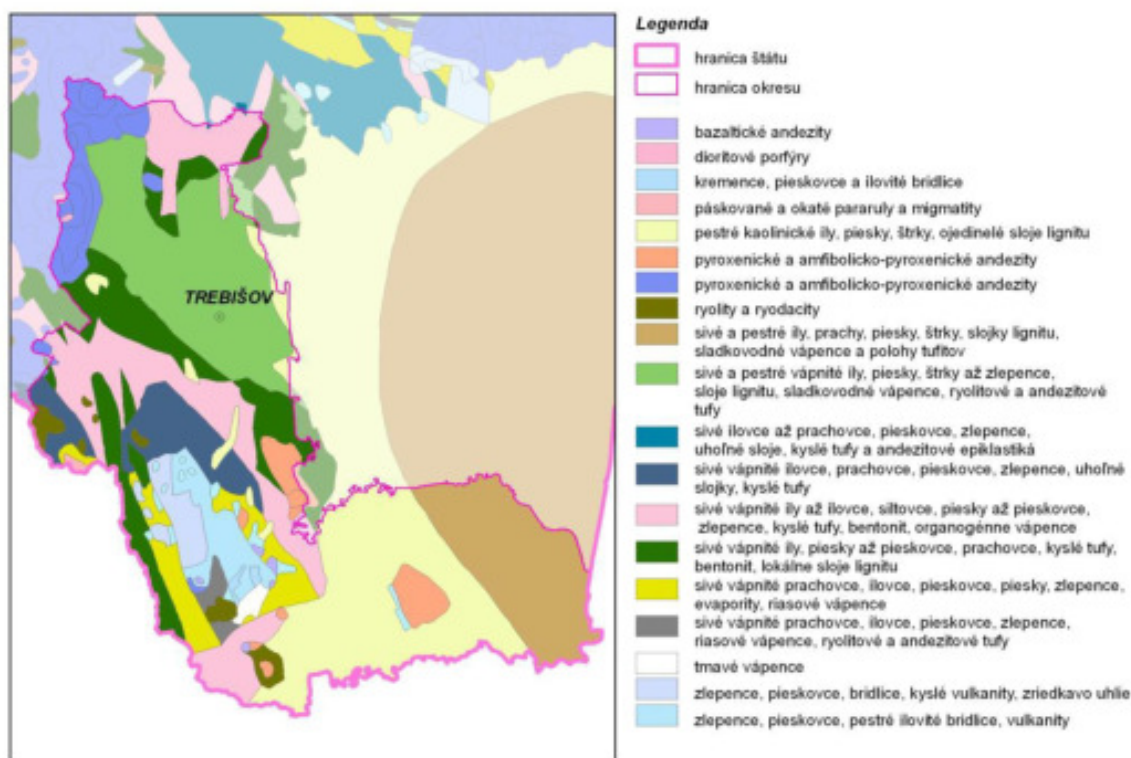 Legenda
hranica štátu
hranica okresu
bazaltické andezity
dioritové porfýry
kremence, pieskovce a ílovité bridlice
páskované a okaté pararuly a migmatity
pestré kaolinické íly, piesky, štrky, ojedinelé sloje lignitu
pyroxenické a amfibolicko-pyroxenické andezity
pyroxenické a amfibolicko-pyroxenické andezity
ryolity a ryodacity
sivé a pestré íly, prachy, piesky, štrky, slojky lignitu,
sladkovodné vápence a polohy tufitov
sivé a pestré vápnité íly, piesky, štrky až zlepence,
sloje lignitu, sladkovodné vápence, ryolitové a andezitové
tufy
sivé ílovce až prachovce, pieskovce, zlepence,
uhoľné sloje, kyslé tufy a andezitové epiklastiká
sivé vápnité ílovce, prachovce, pieskovce, zlepence, uhoľné
slojky, kyslé tufy
sivé vápnité íly až ílovce, siltovce, piesky až pieskovce,
zlepence, kyslé tufy, bentonit, organogénne vápence
sivé vápnité íly, piesky až pieskovce, prachovce, kyslé tufy,
bentonit, lokálne sloje lignitu
sivé vápnité prachovce, ílovce, pieskovce, piesky, zlepence,
evapority, riasové vápence
sivé vápnité prachovce, ílovce, pieskovce, zlepence,
riasové vápence, ryolitové a andezitové tufy
tmavé vápence
zlepence, pieskovce, bridlice, kyslé vulkanity, zriedkavo uhlie
zlepence, pieskovce, pestré ílovité bridlice, vulkanity
TREBIŠOV